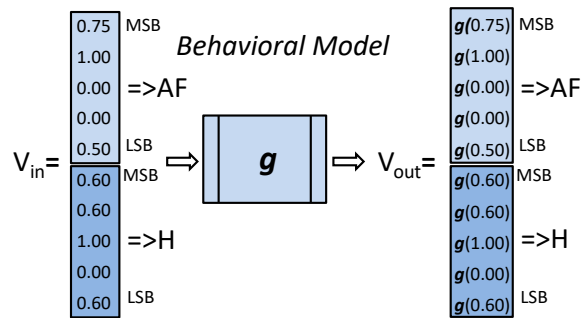 Behavioral Model
V_in=
0.75 MSB
1.00
0.00 =>AF
0.00
0.50 LSB
0.60 MSB
0.60
1.00 =>H
0.00
0.60 LSB
g
V_out=
g(0.75) MSB
g(1.00)
g(0.00) =>AF
g(0.00)
g(0.50) LSB
g(0.60) MSB
g(0.60)
g(1.00) =>H
g(0.00)
g(0.60) LSB